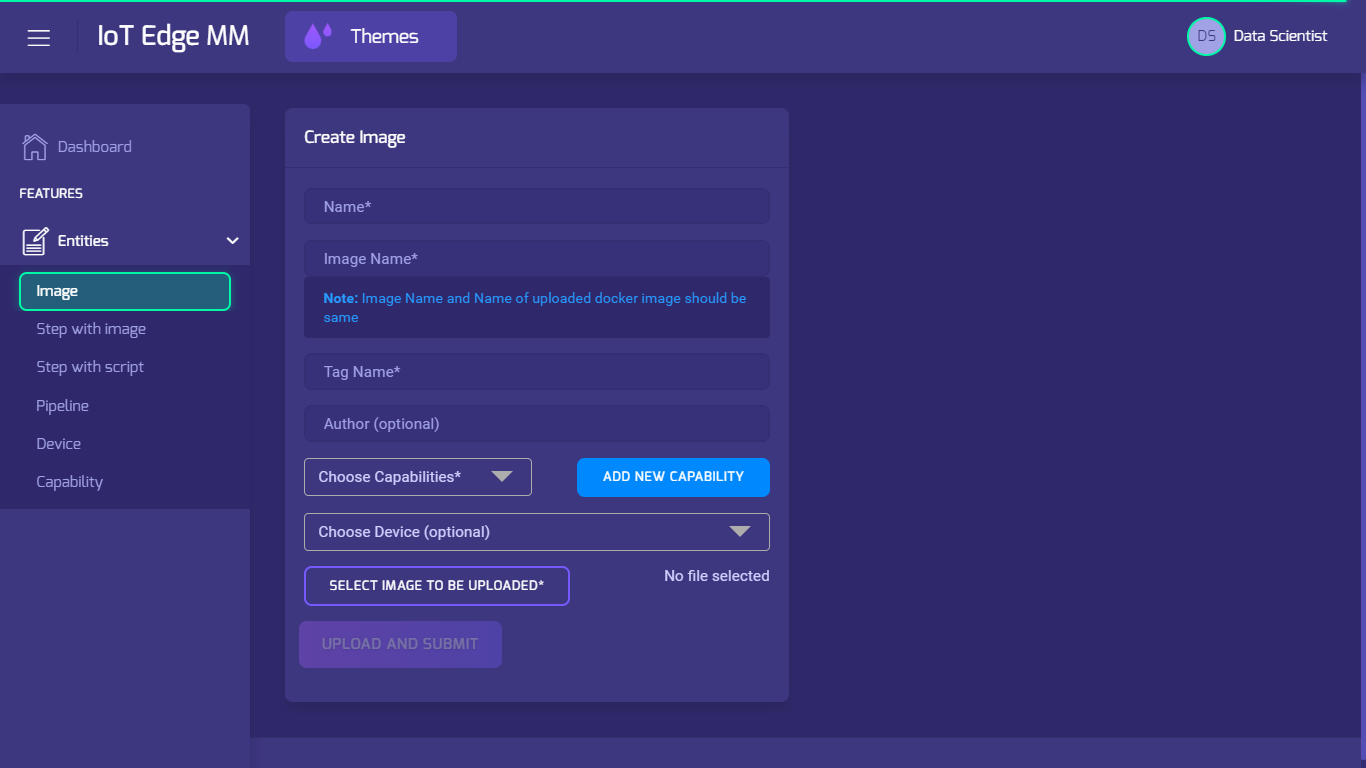 IoT Edge MM
Themes
DS
Data Scientist
Dashboard
FEATURES
Entities
Image
Step with image
Step with script
Pipeline
Device
Capability
Create Image
Name*
Image Name*
Note: Image Name and Name of uploaded docker image should be
same
Tag Name*
Author (optional)
Choose Capabilities*
ADD NEW CAPABILITY
Choose Device (optional)
SELECT IMAGE TO BE UPLOADED*
No file selected
UPLOAD AND SUBMIT